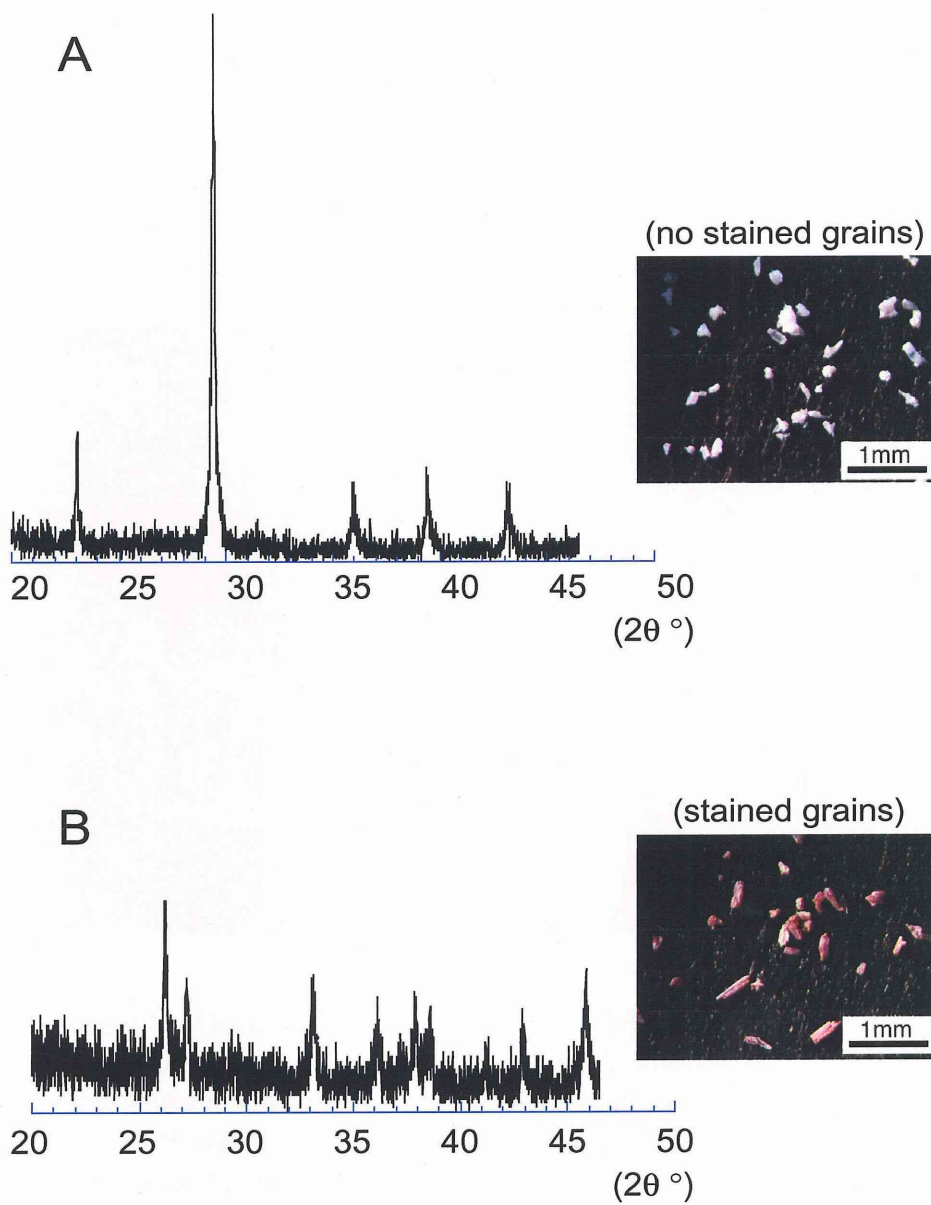 A
(no stained grains)
1mm
20 25 30 35 40 45 50
(2θ °)
B
(stained grains)
1mm
20 25 30 35 40 45 50
(2θ °)